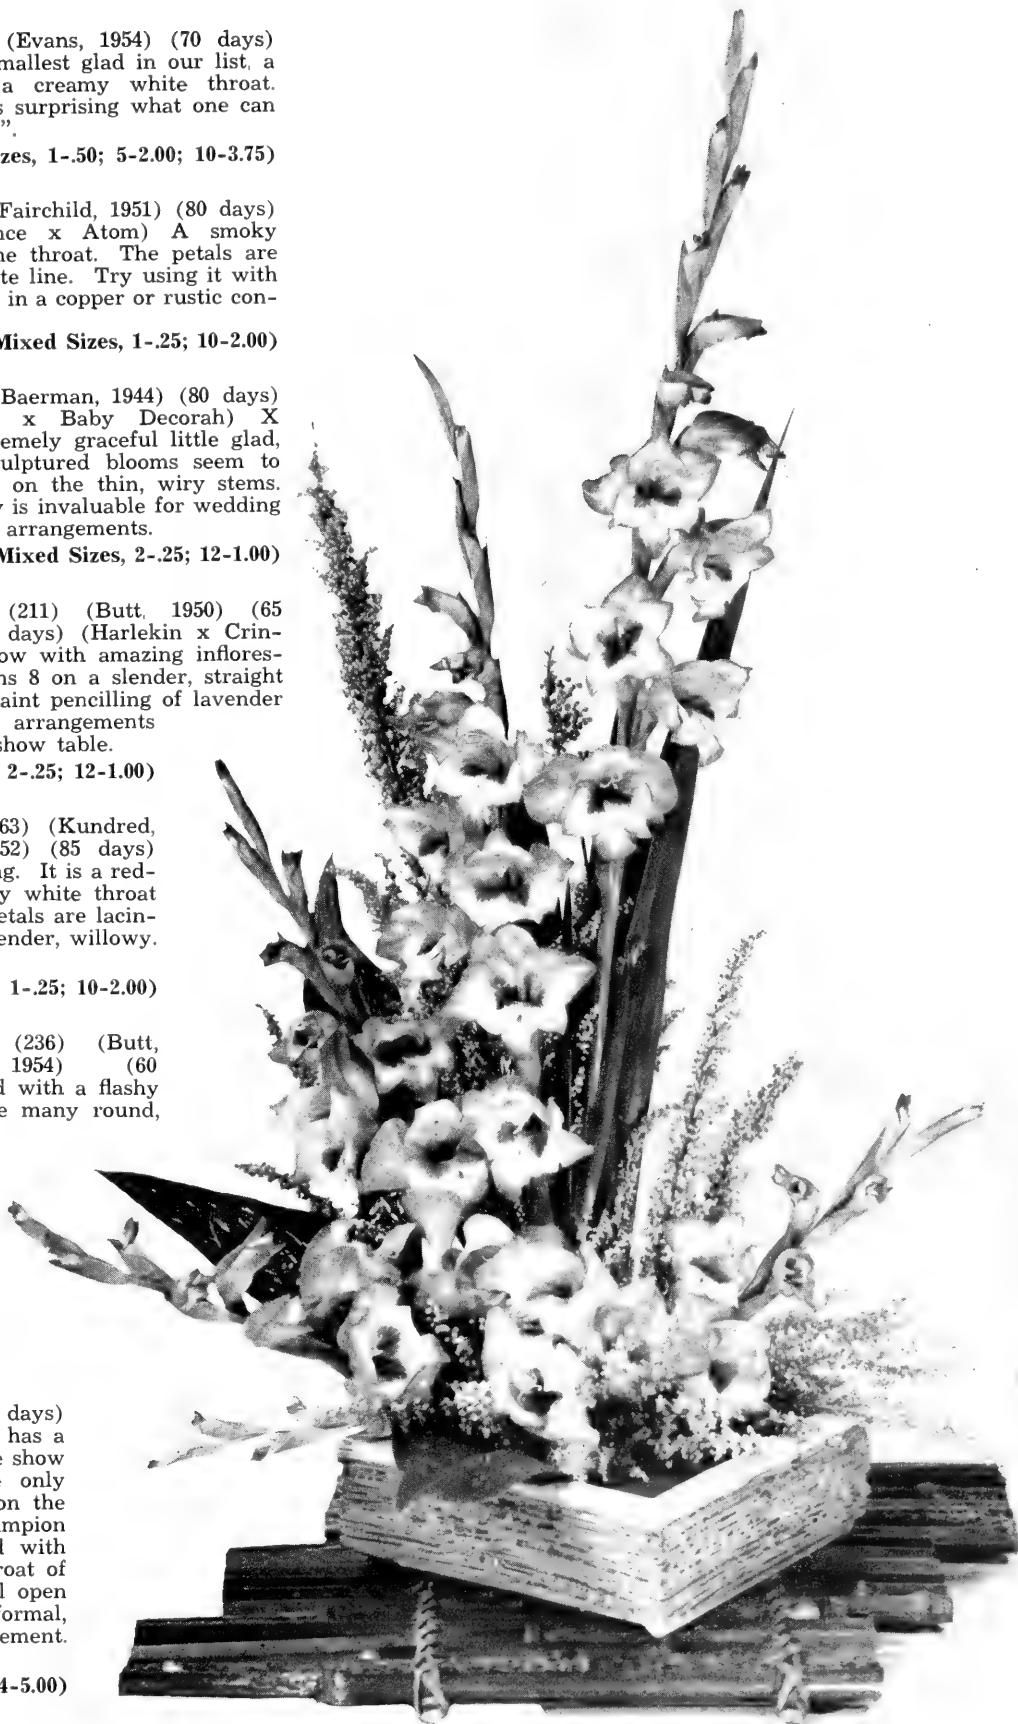 (Evans, 1954) (70 days)
mallest glad in our list, a
a creamy white throat.
s surprising what one can
”.
zes, 1-.50; 5-2.00; 10-3.75)
Fairchild, 1951) (80 days)
nce x Atom) A smoky
ne throat. The petals are
te line. Try using it with
in a copper or rustic con-
Mixed Sizes, 1-.25; 10-2.00)
Baerman, 1944) (80 days)
x Baby Decorah) X
emely graceful little glad,
ulptured blooms seem to
on the thin, wiry stems.
y is invaluable for wedding
arrangements.
Mixed Sizes, 2-.25; 12-1.00)
(211) (Butt, 1950) (65
days) (Harlekin x Crin-
ow with amazing inflores-
ns 8 on a slender, straight
aint pencilling of lavender
arrangements
show table.
2-.25; 12-1.00)
63) (Kundred,
52) (85 days)
ng. It is a red-
y white throat
etals are lacin-
ender, willowy.
1-.25; 10-2.00)
(236) (Butt,
1954) (60
d with a flashy
e many round,
days)
has a
e show
only
on the
ampion
d with
roat of
l open
formal,
ement.
4-5.00)